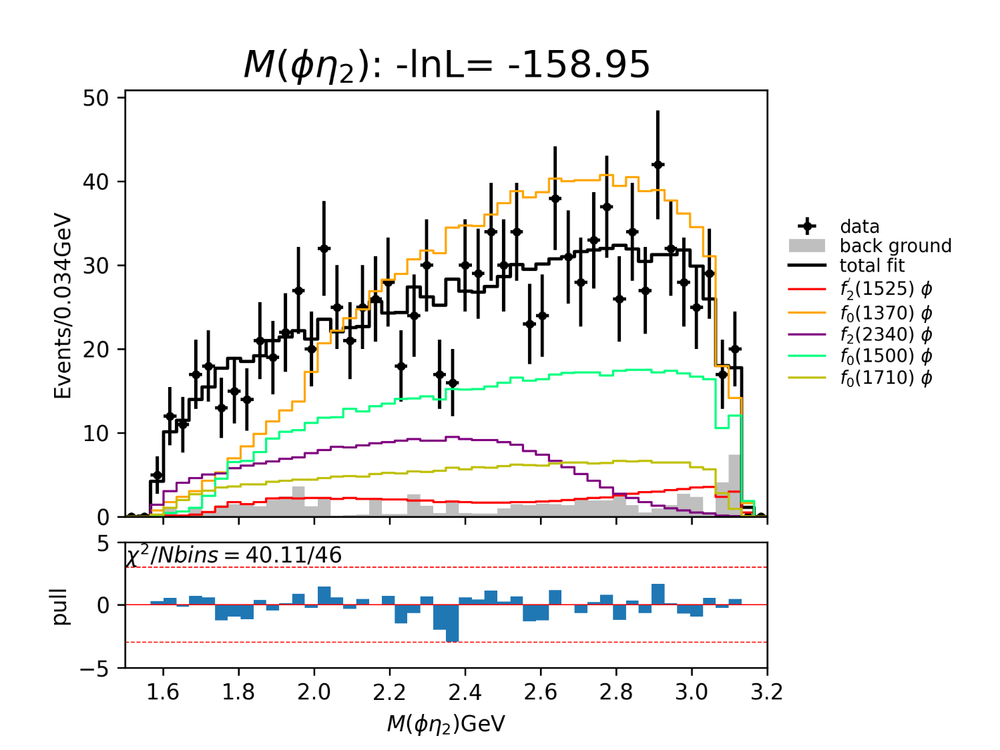 M(ϕη₂): -lnL= -158.95
50
40
30
20
10
0
Events/0.034GeV
data
back ground
total fit
f₂′(1525) ϕ
f₀(1370) ϕ
f₂(2340) ϕ
f₀(1500) ϕ
f₀(1710) ϕ
χ²/Nbins = 40.11/46
5
0
−5
pull
1.6 1.8 2.0 2.2 2.4 2.6 2.8 3.0 3.2
M(ϕη₂)GeV